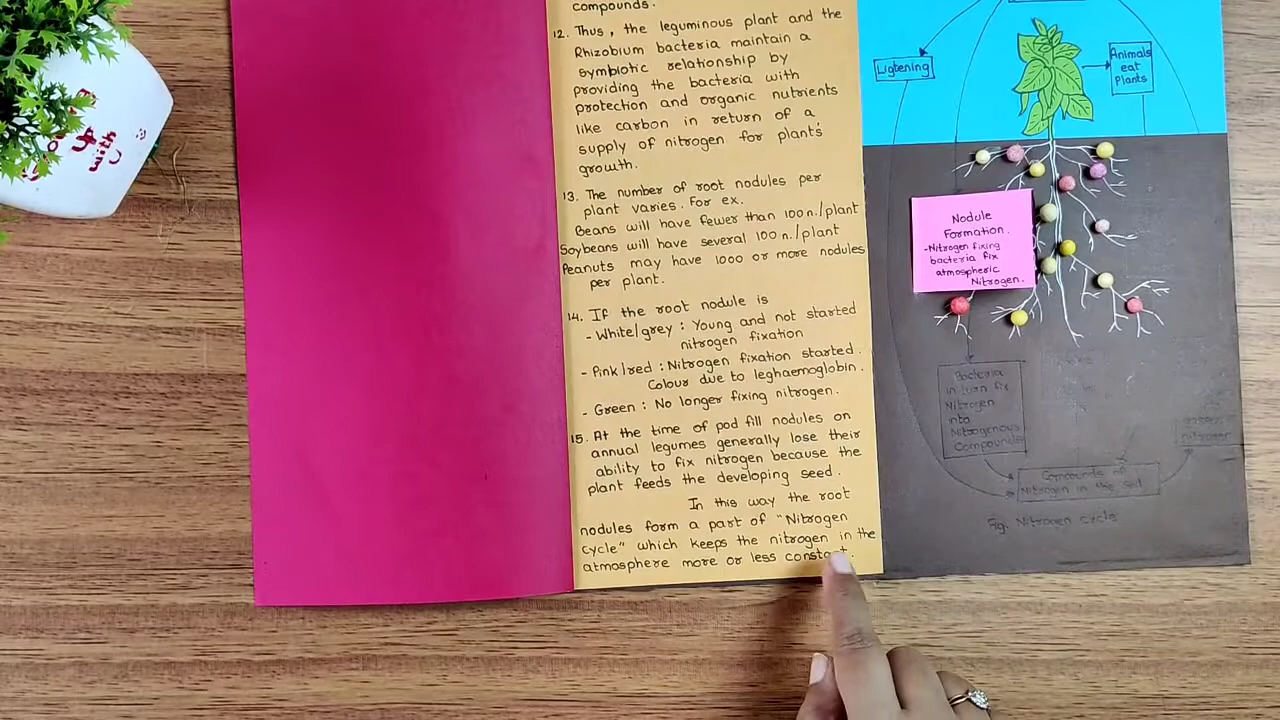 compounds.
12. Thus, the leguminous plant and the
Rhizobium bacteria maintain a
symbiotic relationship by
providing the bacteria with
protection and organic nutrients
like carbon in return of a
supply of nitrogen for plant's
growth.
13. The number of root nodules per
plant varies. For ex.
Beans will have fewer than 100 n./plant
Soybeans will have several 100 n./plant
Peanuts may have 1000 or more nodules
per plant.
14. If the root nodule is
- White/grey : Young and not started
nitrogen fixation
- Pink/red : Nitrogen fixation started.
Colour due to leghaemoglobin.
- Green : No longer fixing nitrogen.
15. At the time of pod fill nodules on
annual legumes generally lose their
ability to fix nitrogen because the
plant feeds the developing seed.
In this way the root
nodules form a part of "Nitrogen
cycle" which keeps the nitrogen in the
atmosphere more or less
Ligtening
Animals
eat
Plants
Nodule
Formation.
- Nitrogen fixing
bacteria fix
atmospheric
Nitrogen.
Bacteria
in turn fix
Nitrogen
into
Nitrogenous
Compounds
nitrogen
Compounds of
Nitrogen in the soil
Fig. Nitrogen cycle
with